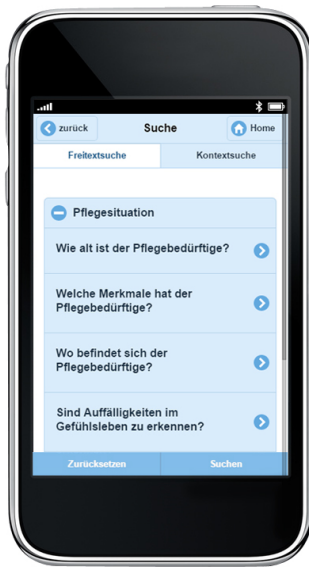 zurück Suche Home
Freitextsuche Kontextsuche
Pflegesituation
Wie alt ist der Pflegebedürftige?
Welche Merkmale hat der
Pflegebedürftige?
Wo befindet sich der
Pflegebedürftige?
Sind Auffälligkeiten im
Gefühlsleben zu erkennen?
Zurücksetzen Suchen